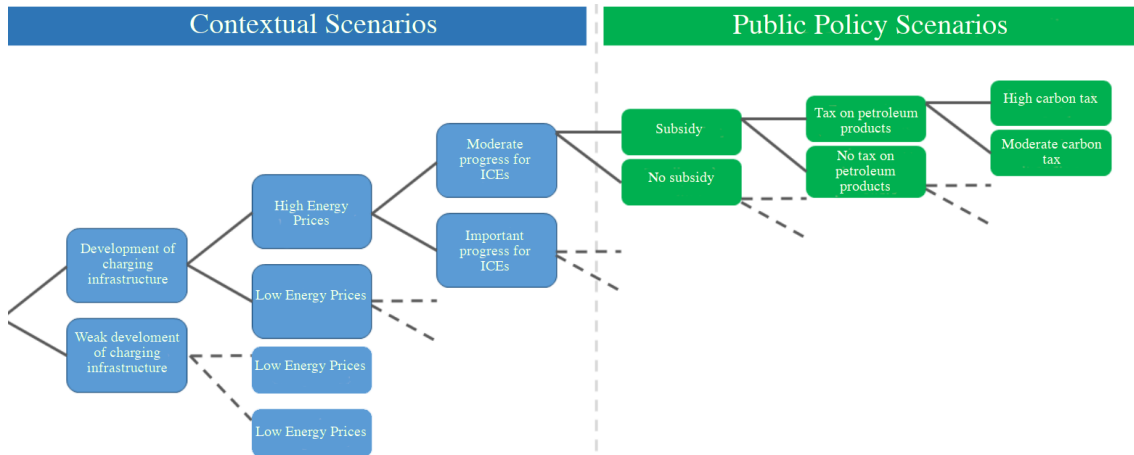 Contextual Scenarios
Public Policy Scenarios
Development of
charging
infrastructure
Weak develoment
of charging
infrastructure
High Energy
Prices
Low Energy Prices
Low Energy Prices
Low Energy Prices
Moderate
progress for
ICEs
Important
progress for
ICEs
Subsidy
No subsidy
Tax on petroleum
products
No tax on
petroleum
products
High carbon tax
Moderate carbon
tax